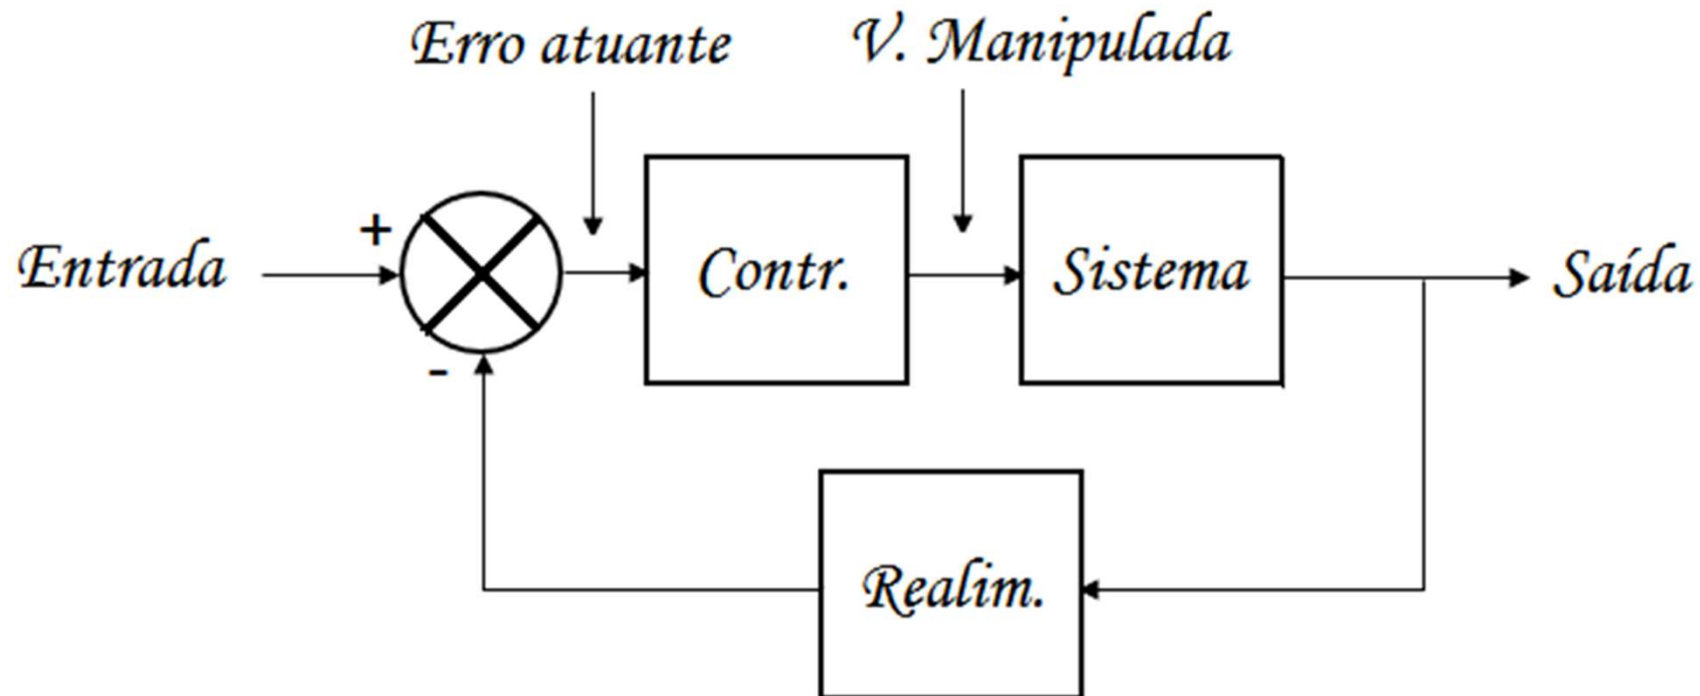 Erro atuante
V. Manipulada
+
Entrada
Contr.
Sistema
Saída
-
Realim.